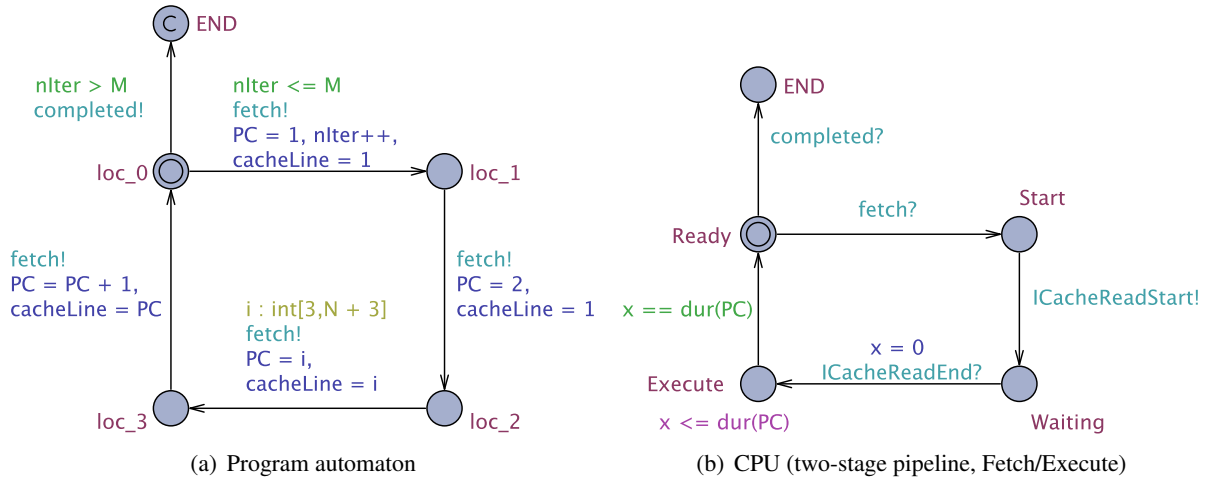 C
END
nIter > M
completed!
nIter <= M
fetch!
PC = 1, nIter++,
cacheLine = 1
loc_0
loc_1
fetch!
PC = PC + 1,
cacheLine = PC
i : int[3,N + 3]
fetch!
PC = i,
cacheLine = i
fetch!
PC = 2,
cacheLine = 1
loc_3
loc_2
(a) Program automaton
END
completed?
Start
fetch?
Ready
ICacheReadStart!
x == dur(PC)
x = 0
ICacheReadEnd?
Execute
x <= dur(PC)
Waiting
(b) CPU (two-stage pipeline, Fetch/Execute)